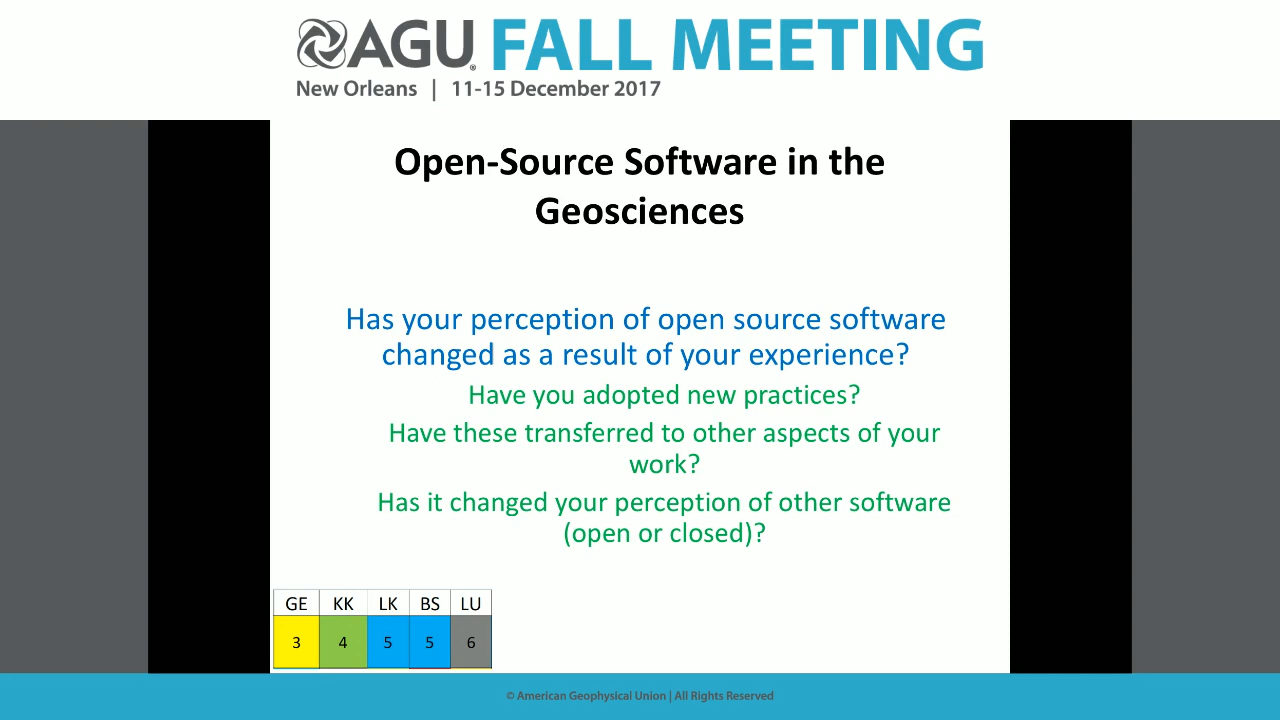 AGU FALL MEETING
New Orleans | 11-15 December 2017
Open-Source Software in the
Geosciences
Has your perception of open source software
changed as a result of your experience?
Have you adopted new practices?
Have these transferred to other aspects of your
work?
Has it changed your perception of other software
(open or closed)?
GE KK LK BS LU
3 4 5 5 6
© American Geophysical Union | All Rights Reserved